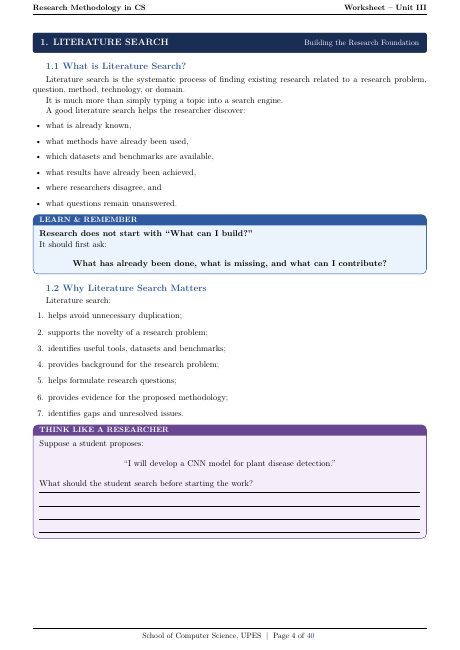 Research Methodology in CS Worksheet – Unit III
1. LITERATURE SEARCH Building the Research Foundation
1.1 What is Literature Search?
Literature search is the systematic process of finding existing research related to a research problem,
question, method, technology, or domain.
It is much more than simply typing a topic into a search engine.
A good literature search helps the researcher discover:
• what is already known,
• what methods have already been used,
• which datasets and benchmarks are available,
• what results have already been achieved,
• where researchers disagree, and
• what questions remain unanswered.
LEARN & REMEMBER
Research does not start with “What can I build?”
It should first ask:
What has already been done, what is missing, and what can I contribute?
1.2 Why Literature Search Matters
Literature search:
1. helps avoid unnecessary duplication;
2. supports the novelty of a research problem;
3. identifies useful tools, datasets and benchmarks;
4. provides background for the research problem;
5. helps formulate research questions;
6. provides evidence for the proposed methodology;
7. identifies gaps and unresolved issues.
THINK LIKE A RESEARCHER
Suppose a student proposes:
“I will develop a CNN model for plant disease detection.”
What should the student search before starting the work?
School of Computer Science, UPES | Page 4 of 40